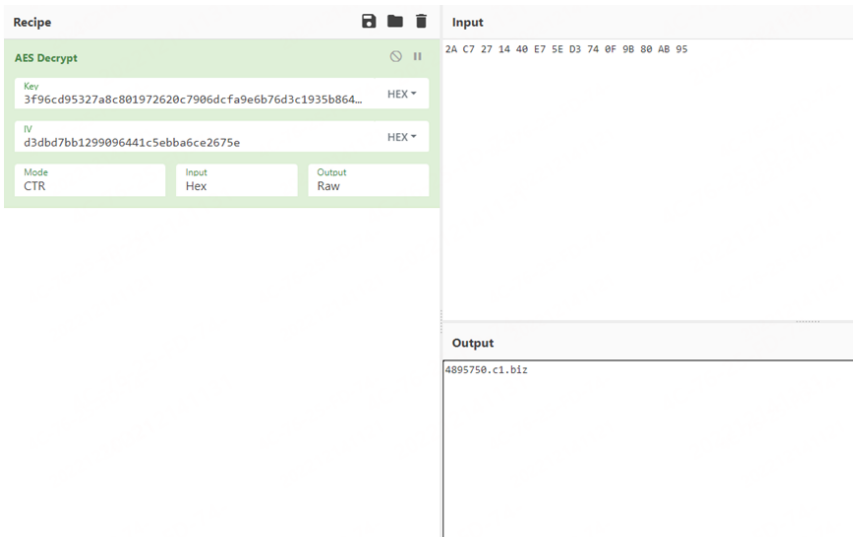 Recipe
AES Decrypt
Key
3f96cd95327a8c801972620c7906dcfa9e6b76d3c1935b864…
HEX
IV
d3dbd7bb1299096441c5ebba6ce2675e
HEX
Mode
CTR
Input
Hex
Output
Raw
Input
2A C7 27 14 40 E7 5E D3 74 0F 9B 80 AB 95
Output
4895750.c1.biz